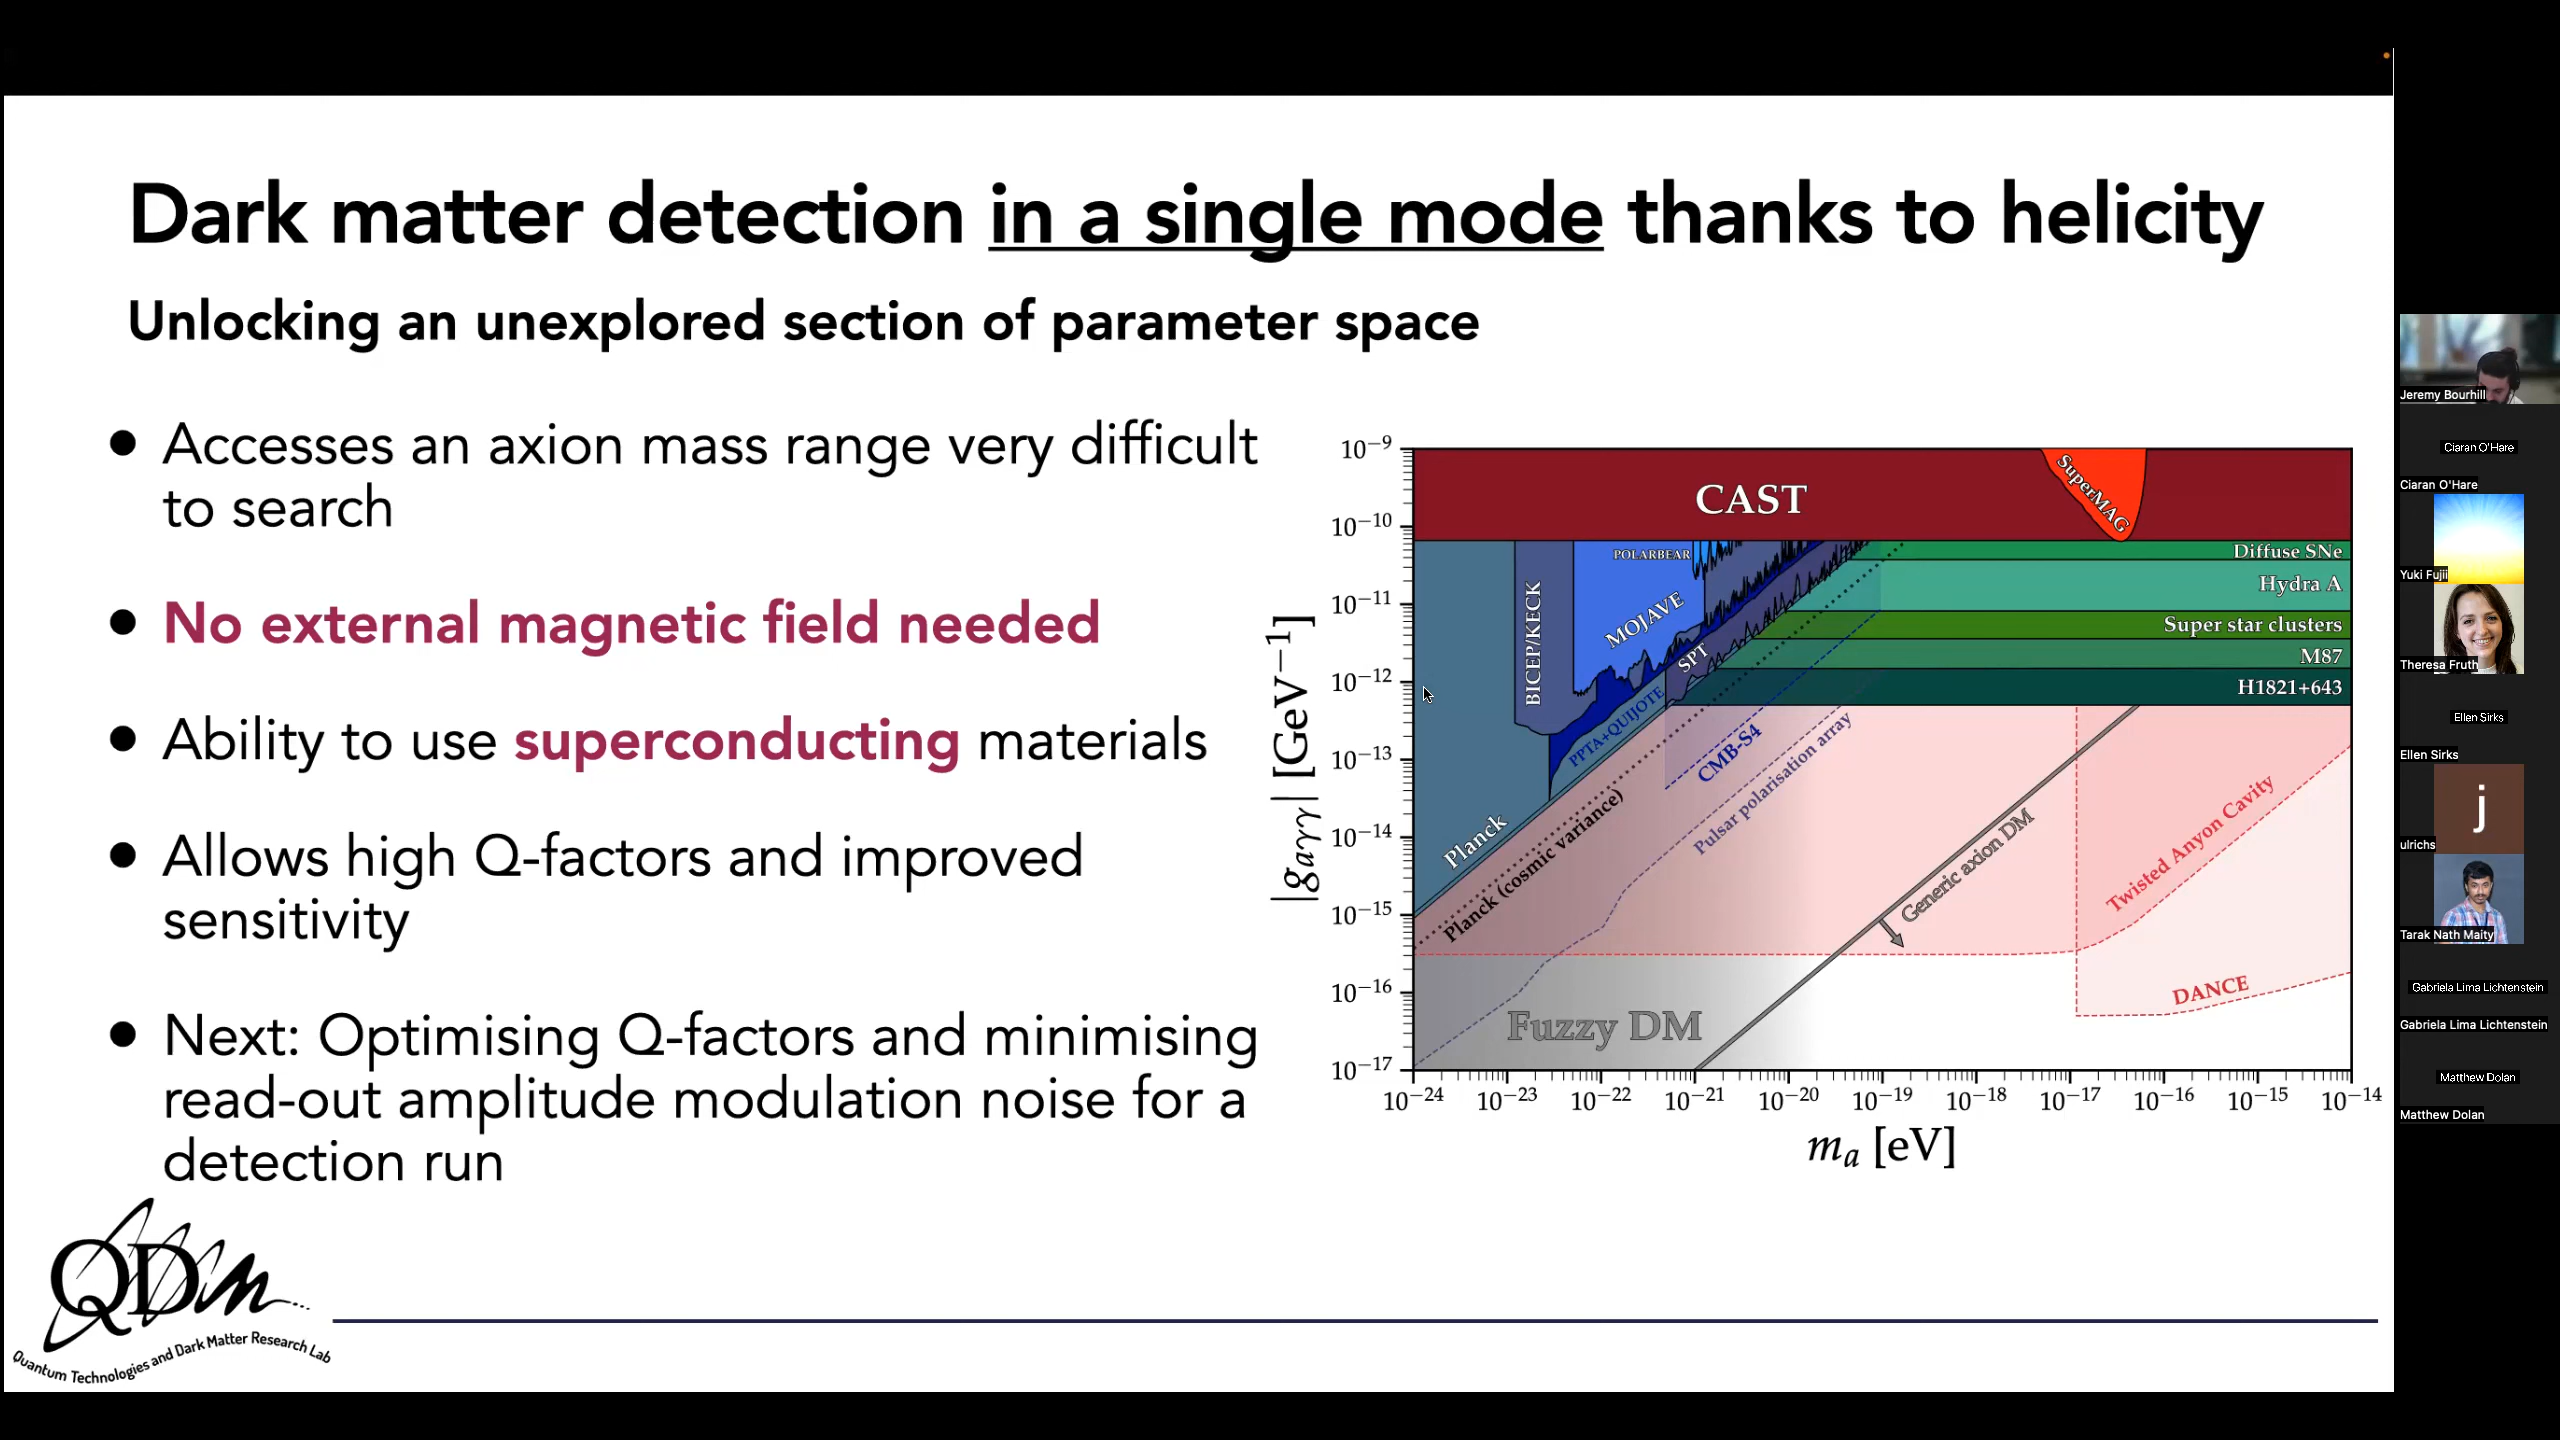 Dark matter detection in a single mode thanks to helicity
Unlocking an unexplored section of parameter space
● Accesses an axion mass range very difficult
to search
● No external magnetic field needed
● Ability to use superconducting materials
● Allows high Q-factors and improved
sensitivity
● Next: Optimising Q-factors and minimising
read-out amplitude modulation noise for a
detection run
|gaγγ| [GeV⁻¹]
10⁻⁹
10⁻¹⁰
10⁻¹¹
10⁻¹²
10⁻¹³
10⁻¹⁴
10⁻¹⁵
10⁻¹⁶
10⁻¹⁷
CAST
SuperMAG
POLARBEAR
BICEP/KECK
MOJAVE
SPT
PPTA+QUIJOTE
Planck
Planck (cosmic variance)
CMB-S4
Pulsar polarisation array
Diffuse SNe
Hydra A
Super star clusters
M87
H1821+643
Generic axion DM
Twisted Anyon Cavity
DANCE
Fuzzy DM
10⁻²⁴ 10⁻²³ 10⁻²² 10⁻²¹ 10⁻²⁰ 10⁻¹⁹ 10⁻¹⁸ 10⁻¹⁷ 10⁻¹⁶ 10⁻¹⁵ 10⁻¹⁴
mₐ [eV]
QDM
Quantum Technologies and Dark Matter Research Lab
Jeremy Bourhill
Ciaran O'Hare
Ciaran O'Hare
Yuki Fujii
Theresa Fruth
Ellen Sirks
Ellen Sirks
j
ulrichs
Tarak Nath Maity
Gabriela Lima Lichtenstein
Gabriela Lima Lichtenstein
Matthew Dolan
Matthew Dolan